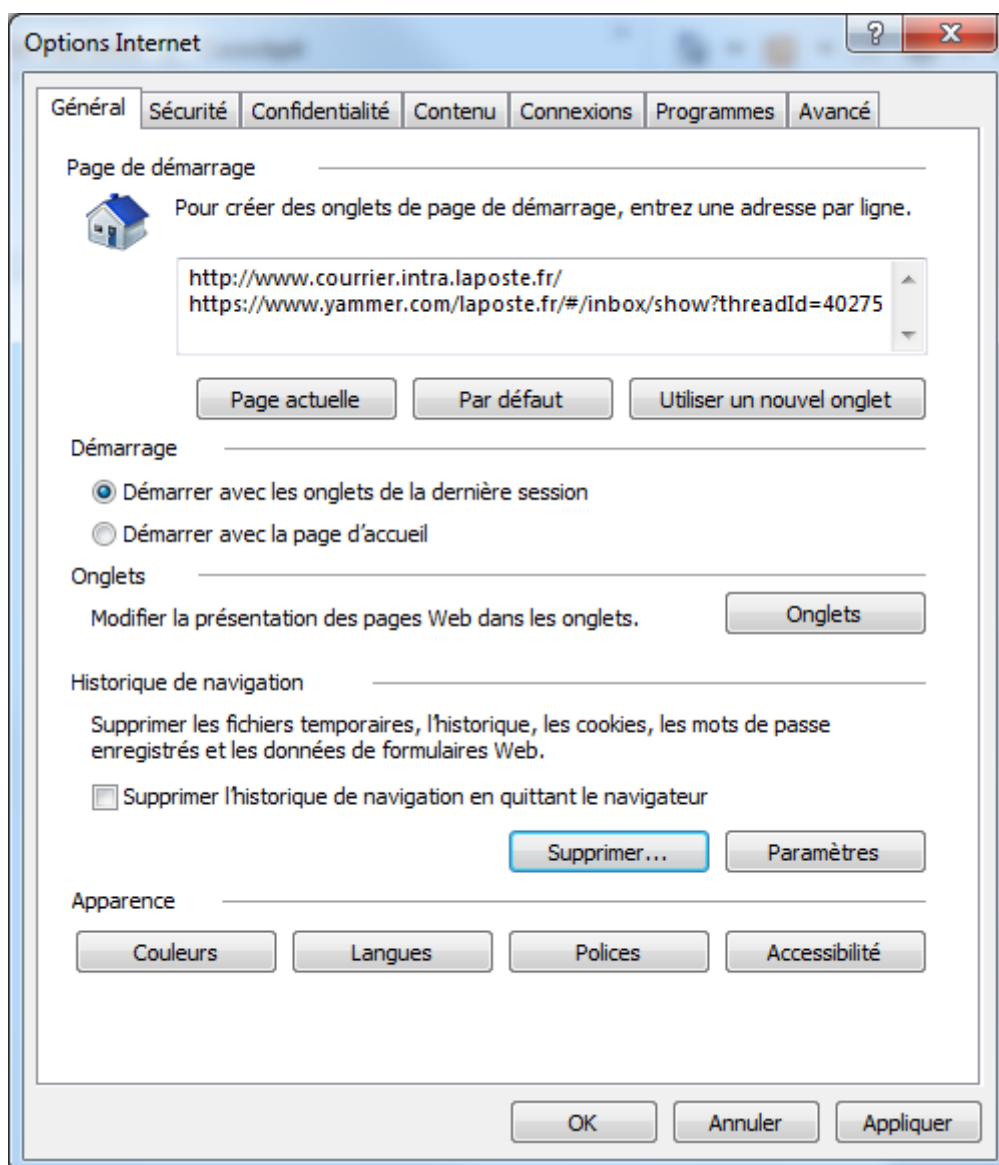 Options Internet
Général Sécurité Confidentialité Contenu Connexions Programmes Avancé
Page de démarrage
Pour créer des onglets de page de démarrage, entrez une adresse par ligne.
http://www.courrier.intra.laposte.fr/
https://www.yammer.com/laposte.fr/#/inbox/show?threadId=40275
Page actuelle Par défaut Utiliser un nouvel onglet
Démarrage
Démarrer avec les onglets de la dernière session
Démarrer avec la page d'accueil
Onglets
Modifier la présentation des pages Web dans les onglets. Onglets
Historique de navigation
Supprimer les fichiers temporaires, l'historique, les cookies, les mots de passe
enregistrés et les données de formulaires Web.
Supprimer l'historique de navigation en quittant le navigateur
Supprimer... Paramètres
Apparence
Couleurs Langues Polices Accessibilité
OK Annuler Appliquer